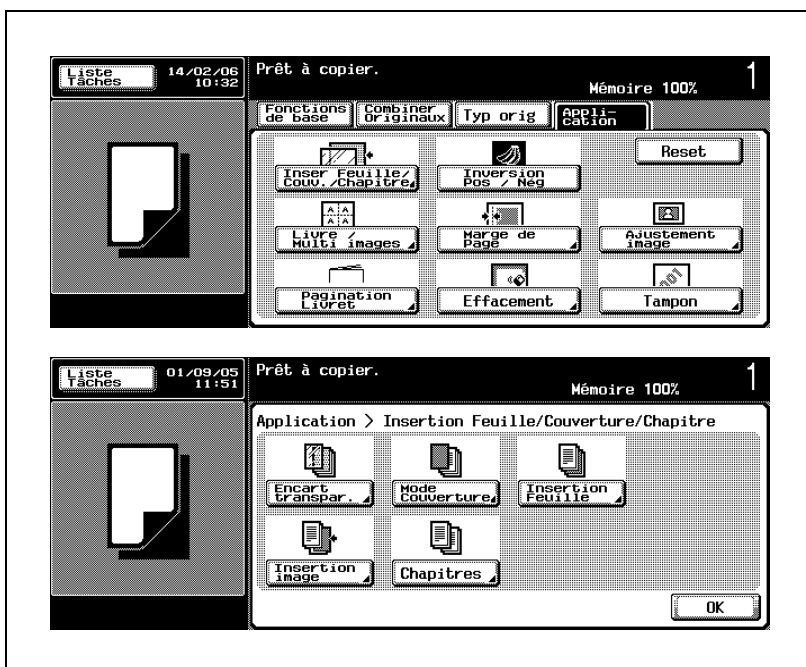 Liste
Tâches
14/02/06
10:32
Prêt à copier.
Mémoire 100%
1
Fonctions
de base
Combiner
Originaux
Typ orig
Appli-
cation
Inser Feuille/
Couv./Chapitre
Inversion
Pos / Nég
Reset
Livre /
Multi images
Marge de
Page
Ajustement
image
Pagination
Livret
Effacement
Tampon
Liste
Tâches
01/09/05
11:51
Prêt à copier.
Mémoire 100%
1
Application > Insertion Feuille/Couverture/Chapitre
Encart
transpar.
Mode
Couverture
Insertion
Feuille
Insertion
image
Chapitres
OK